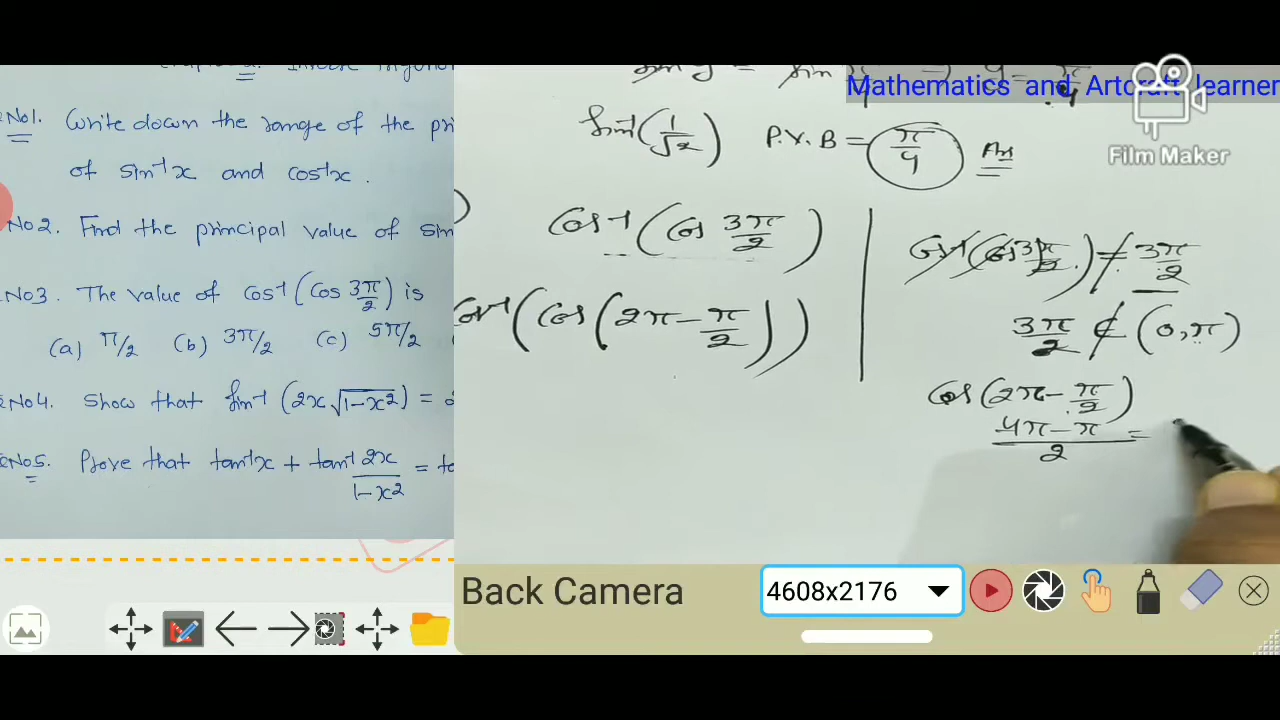 No1. Write down the range of the pri
of sin⁻¹x and cos⁻¹x.
No2. Find the principal value of sin
No3. The value of cos⁻¹(cos 3π/2) is
(a) π/2 (b) 3π/2 (c) 5π/2
No4. Show that sin⁻¹(2x√1-x²) =
No5. Prove that tan⁻¹x + tan⁻¹ 2x/1-x² = ta
Mathematics and Artcraft learner
Film Maker
sin⁻¹(1/√2) P.V.B = π/4 Ans
cos⁻¹(cos 3π/2)
cos⁻¹(cos(2π-π/2))
cos⁻¹(cos 3π/2) ≠ 3π/2
3π/2 ∉ (0,π)
cos(2π-π/2)
4π-π/2 =
Back Camera
4608x2176